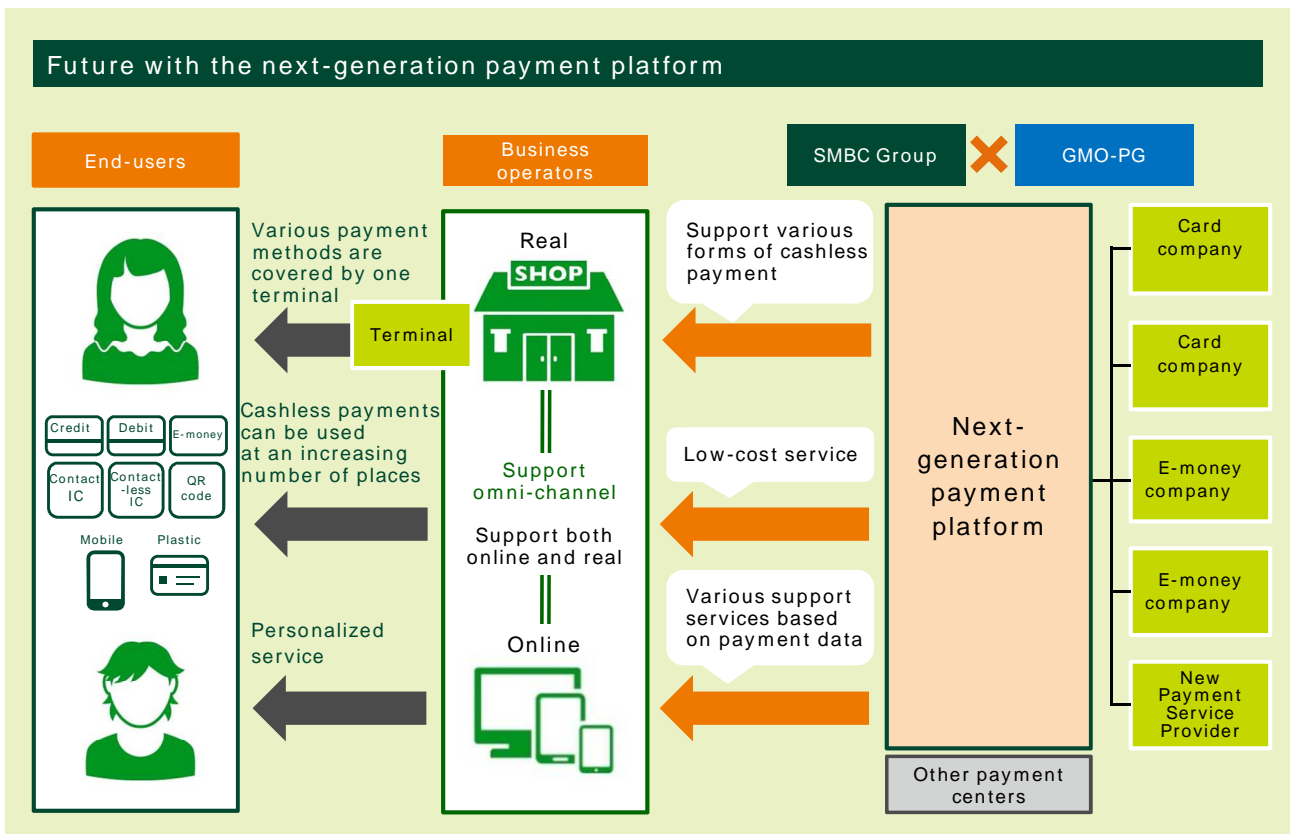 Future with the next-generation payment platform
End-users
Business
operators
SMBC Group
GMO-PG
Various payment
methods are
covered by one
terminal
Terminal
Cashless payments
can be used
at an increasing
number of places
Personalized
service
Credit
Debit
E-money
Contact
IC
Contact
-less
IC
QR
code
Mobile
Plastic
Real
SHOP
Support
omni-channel
Support both
online and real
Online
Support various
forms of cashless
payment
Low-cost service
Various support
services based
on payment data
Next-
generation
payment
platform
Other payment
centers
Card
company
Card
company
E-money
company
E-money
company
New
Payment
Service
Provider